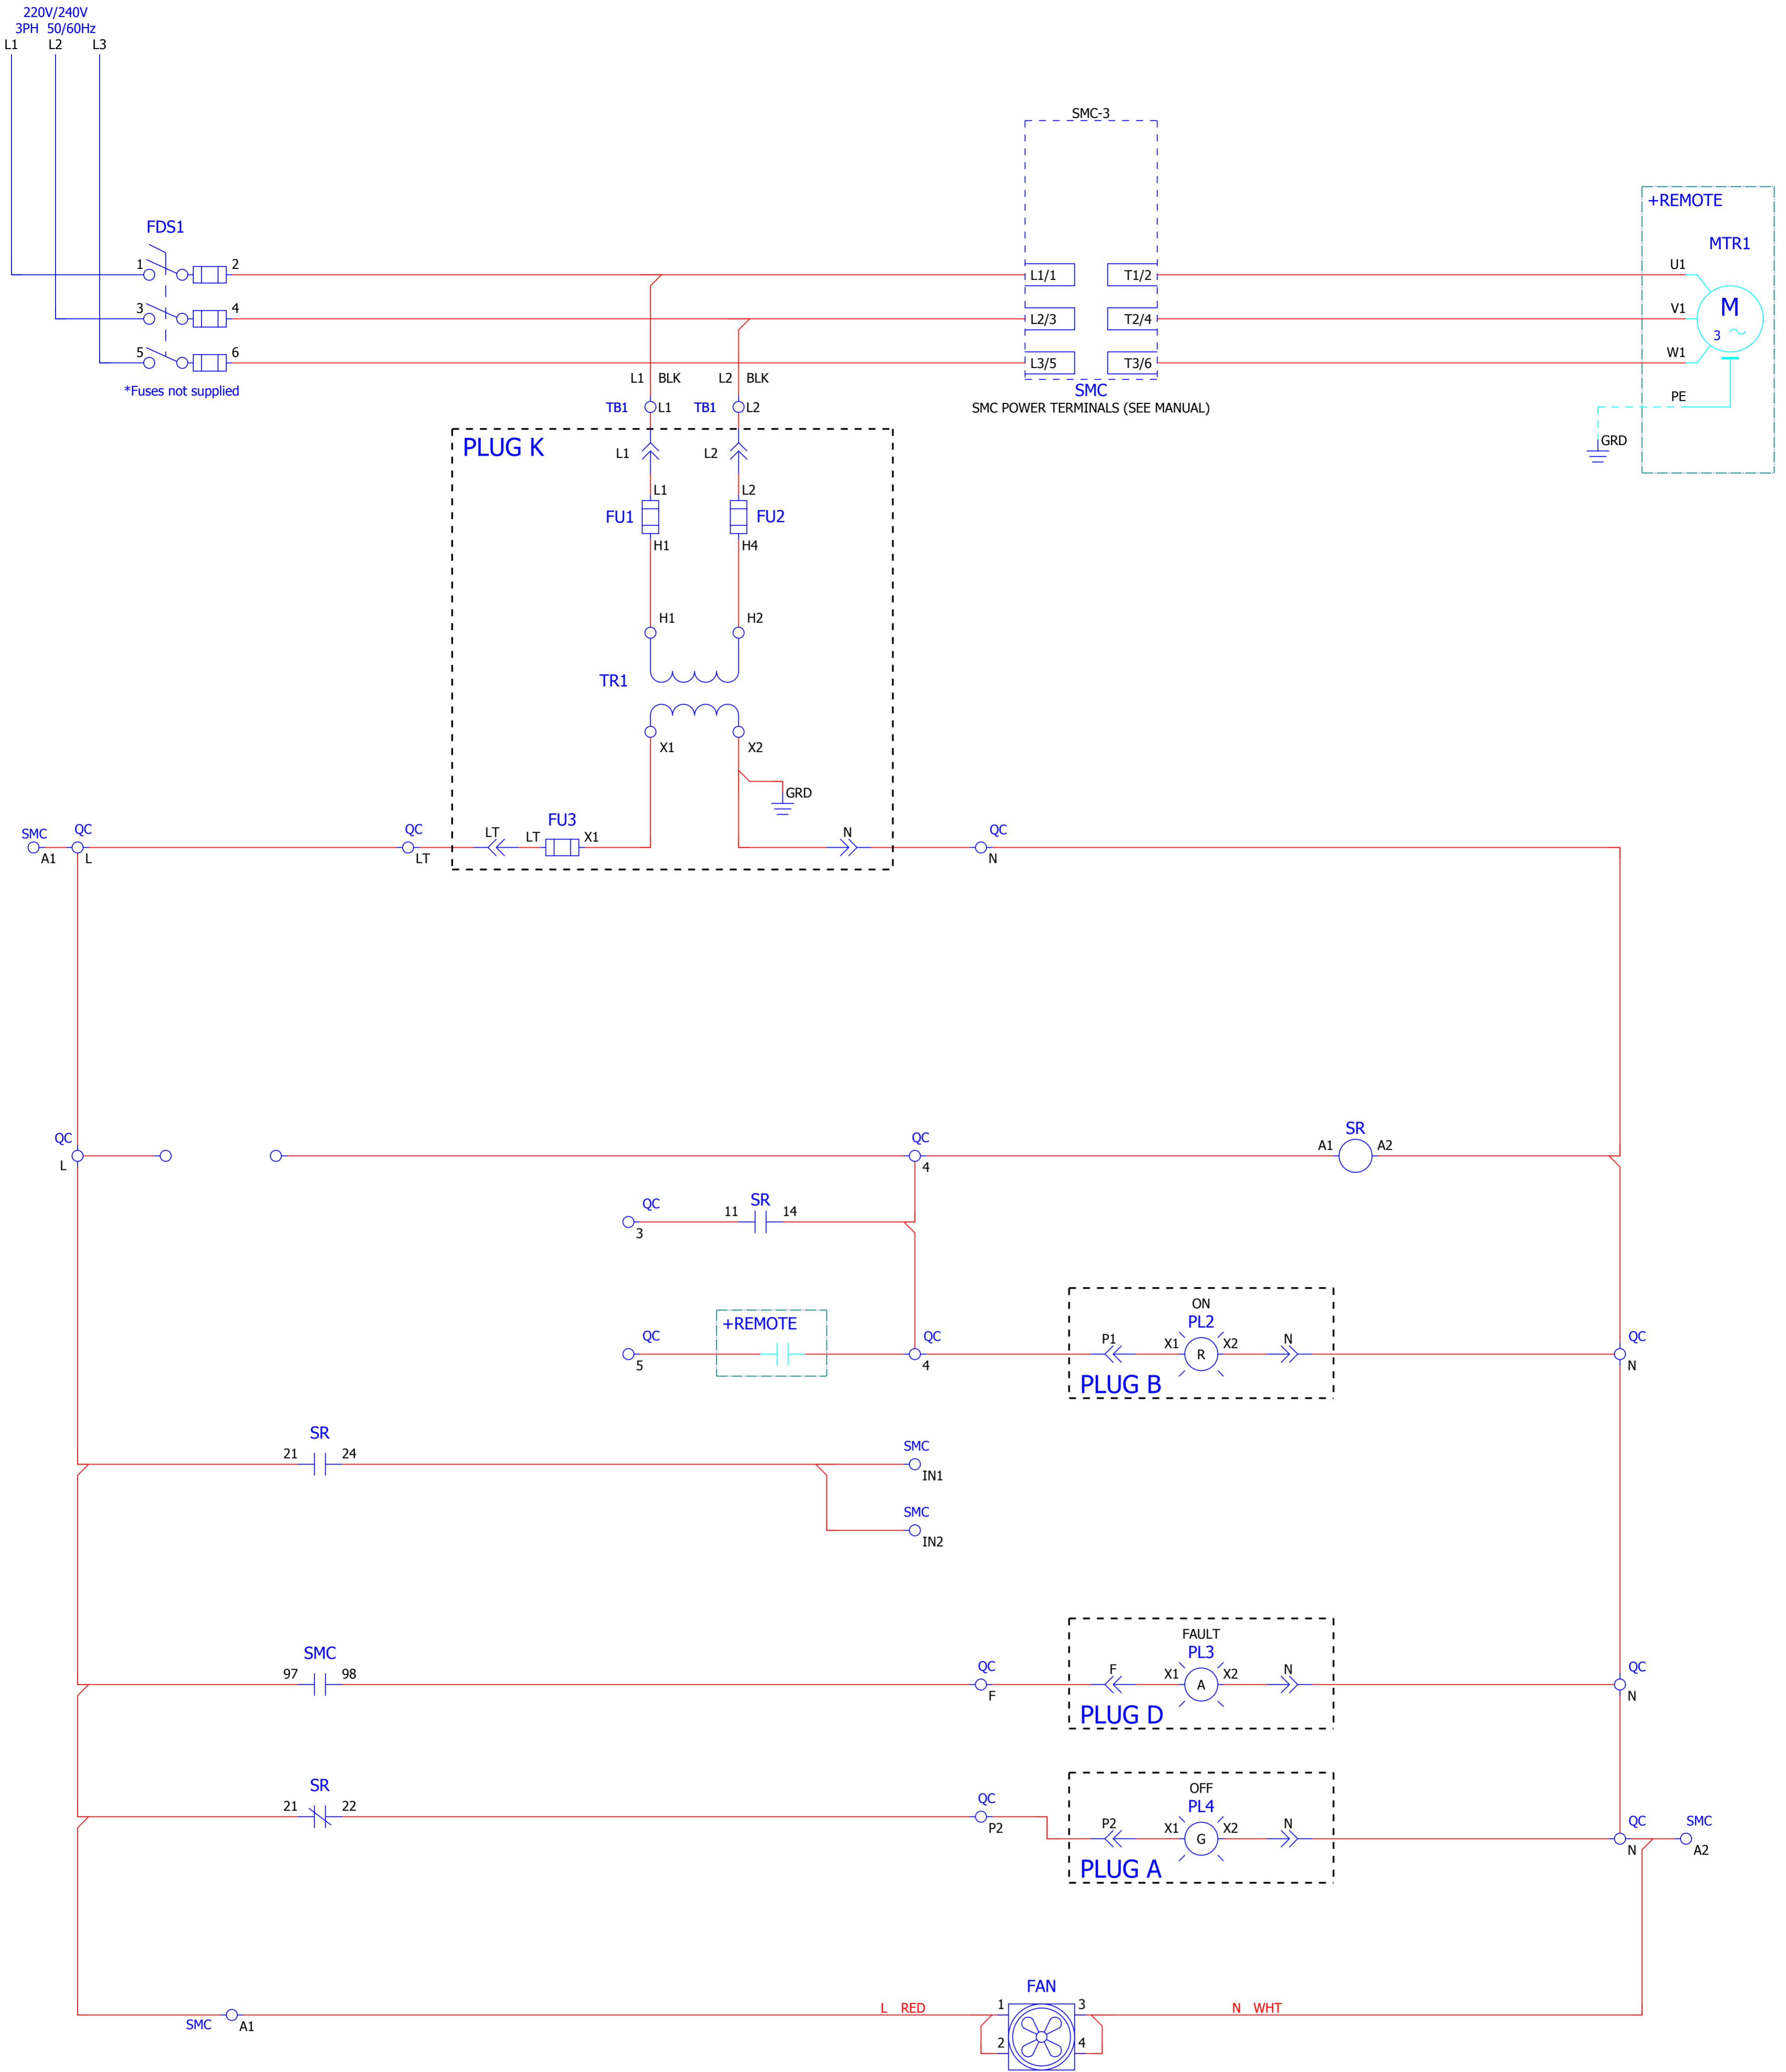 220V/240V
3PH 50/60Hz
L1 L2 L3
SMC-3
+REMOTE
FDS1
MTR1
1 2
L1/1 T1/2
U1
M
3
3 4
L2/3 T2/4
V1
5 6
L3/5 T3/6
W1
*Fuses not supplied
L1 BLK L2 BLK
SMC
SMC POWER TERMINALS (SEE MANUAL)
PE
TB1 L1 TB1 L2
GRD
PLUG K
L1 L2
L1 L2
FU1 FU2
H1 H4
H1 H2
TR1
X1 X2
GRD
FU3
SMC QC QC LT LT X1 N QC
A1 L LT N
QC QC SR
A1 A2
L 4
QC 11 SR 14
3
ON
QC +REMOTE QC P1 PL2 N QC
X1 R X2
5 4 N
PLUG B
SR
21 24 SMC
IN1
SMC
IN2
FAULT
SMC PL3
97 98 QC F X1 A X2 N QC
F N
PLUG D
OFF
SR PL4
21 22 QC P2 X1 G X2 N QC SMC
P2 N A2
PLUG A
FAN
L RED 1 3 N WHT
SMC A1
2 4